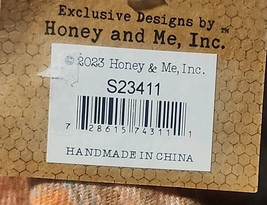 Exclusive Designs by
Honey and Me, Inc.™
©2023 Honey & Me, Inc.
S23411
7 28615 74311 1
HANDMADE IN CHINA